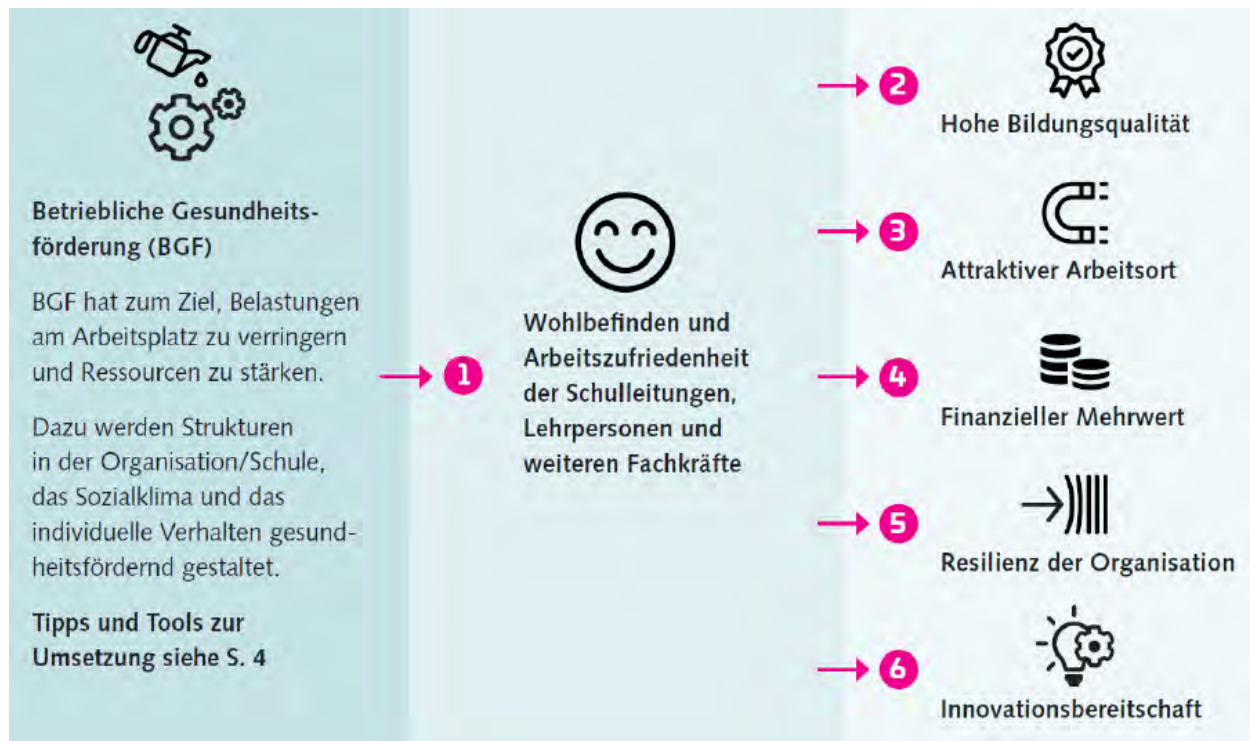 Betriebliche Gesundheits-
förderung (BGF)
BGF hat zum Ziel, Belastungen
am Arbeitsplatz zu verringern
und Ressourcen zu stärken.
Dazu werden Strukturen
in der Organisation/Schule,
das Sozialklima und das
individuelle Verhalten gesund-
heitsfördernd gestaltet.
Tipps und Tools zur
Umsetzung siehe S. 4
1
Wohlbefinden und
Arbeitszufriedenheit
der Schulleitungen,
Lehrpersonen und
weiteren Fachkräfte
2
Hohe Bildungsqualität
3
Attraktiver Arbeitsort
4
Finanzieller Mehrwert
5
Resilienz der Organisation
6
Innovationsbereitschaft